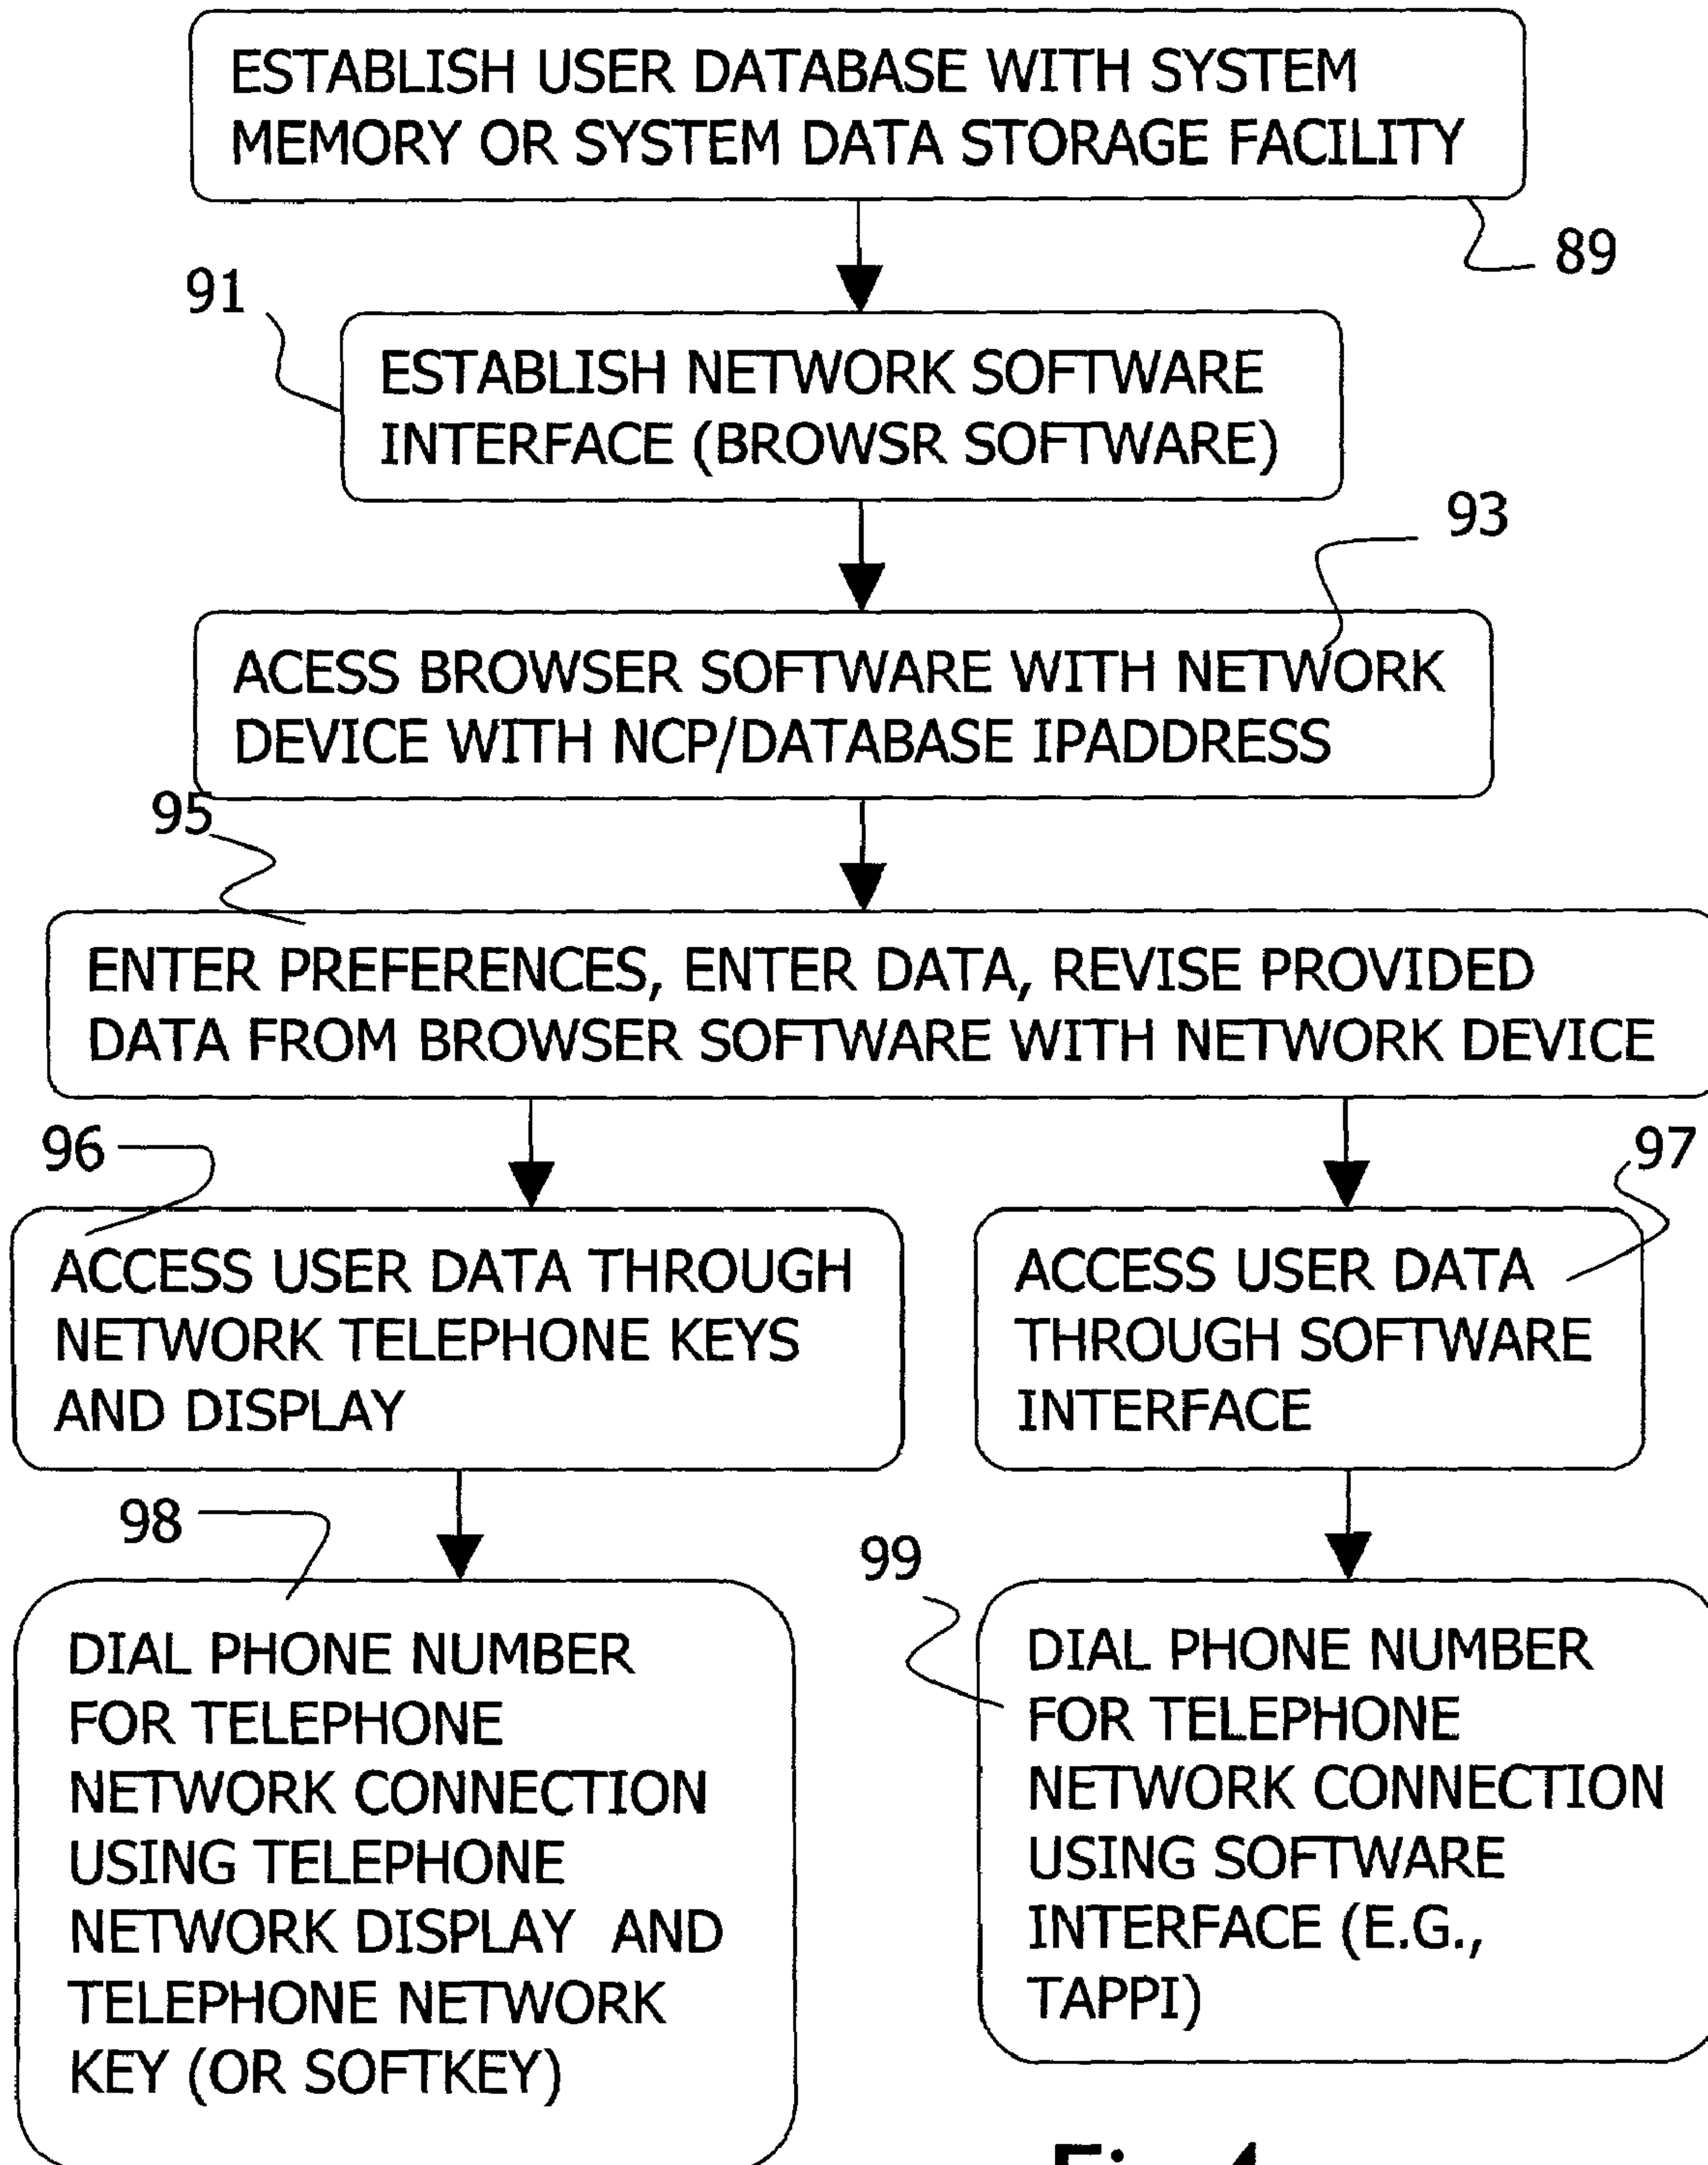 ESTABLISH USER DATABASE WITH SYSTEM
MEMORY OR SYSTEM DATA STORAGE FACILITY
89
91
ESTABLISH NETWORK SOFTWARE
INTERFACE (BROWSR SOFTWARE)
93
ACESS BROWSER SOFTWARE WITH NETWORK
DEVICE WITH NCP/DATABASE IPADDRESS
95
ENTER PREFERENCES, ENTER DATA, REVISE PROVIDED
DATA FROM BROWSER SOFTWARE WITH NETWORK DEVICE
96
ACCESS USER DATA THROUGH
NETWORK TELEPHONE KEYS
AND DISPLAY
97
ACCESS USER DATA
THROUGH SOFTWARE
INTERFACE
98
DIAL PHONE NUMBER
FOR TELEPHONE
NETWORK CONNECTION
USING TELEPHONE
NETWORK DISPLAY AND
TELEPHONE NETWORK
KEY (OR SOFTKEY)
99
DIAL PHONE NUMBER
FOR TELEPHONE
NETWORK CONNECTION
USING SOFTWARE
INTERFACE (E.G.,
TAPPI)